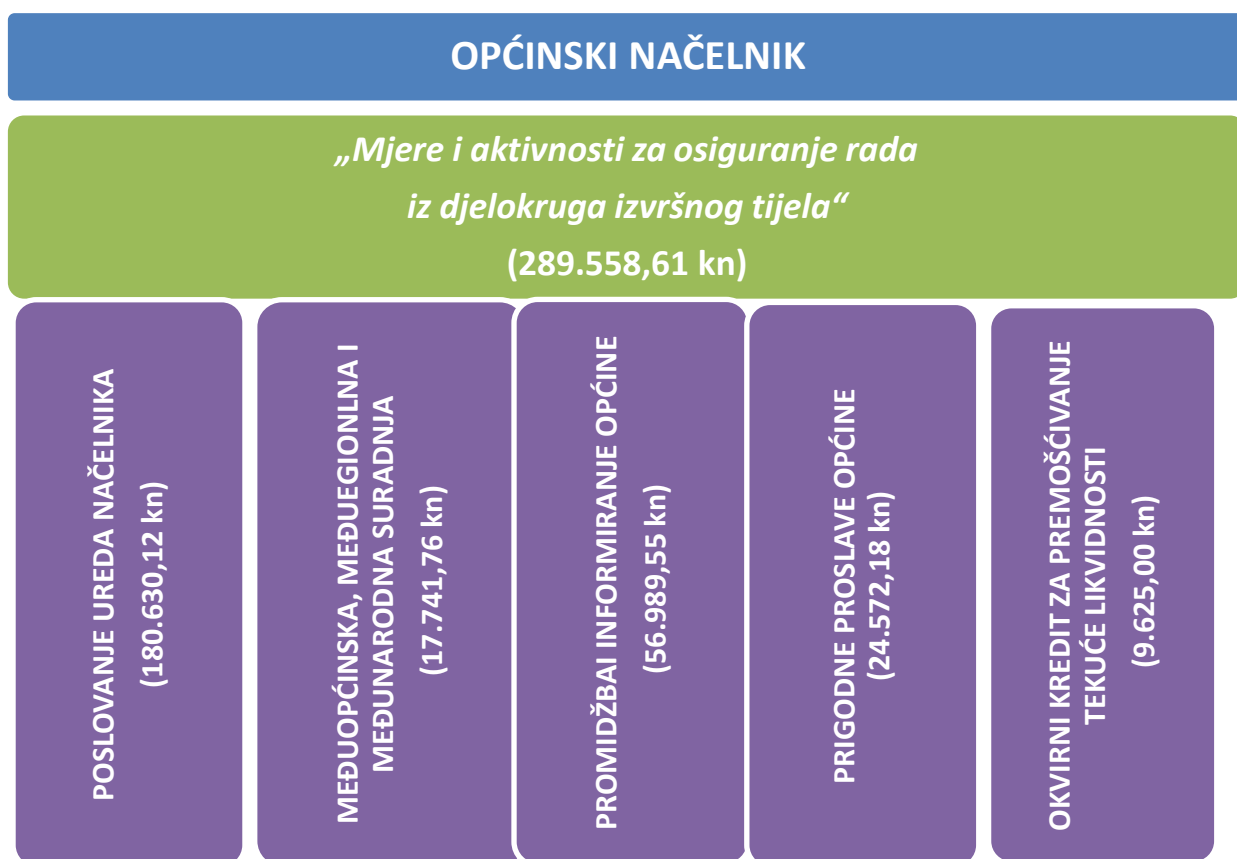 OPĆINSKI NAČELNIK
„Mjere i aktivnosti za osiguranje rada
iz djelokruga izvršnog tijela“
(289.558,61 kn)
POSLOVANJE UREDA NAČELNIKA
(180.630,12 kn)
MEĐUOPĆINSKA, MEĐUEGIONLNA I
MEĐUNARODNA SURADNJA
(17.741,76 kn)
PROMIDŽBAI INFORMIRANJE OPĆINE
(56.989,55 kn)
PRIGODNE PROSLAVE OPĆINE
(24.572,18 kn)
OKVIRNI KREDIT ZA PREMOŠĆIVANJE
TEKUĆE LIKVIDNOSTI
(9.625,00 kn)